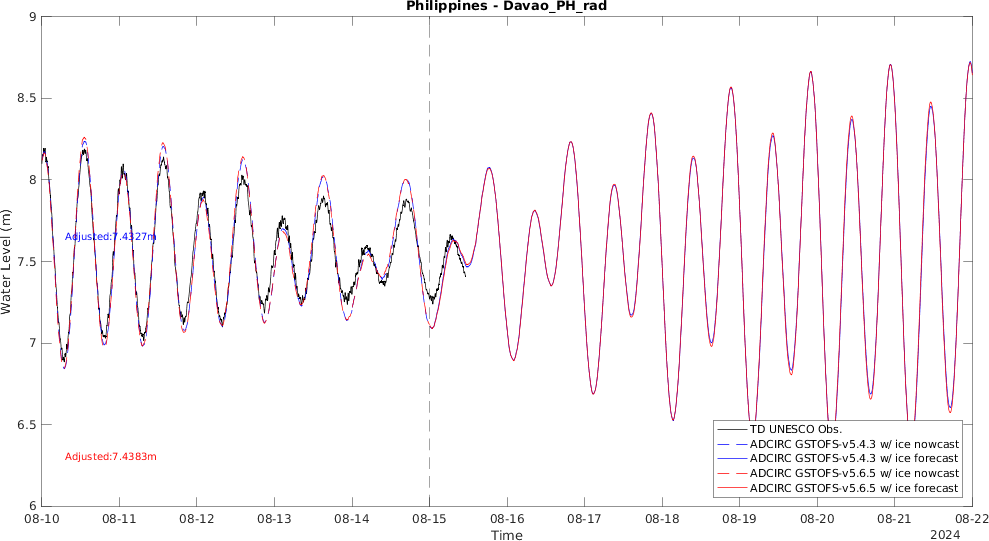 Philippines - Davao_PH_rad
9
8.5
8
7.5
7
6.5
6
Water Level (m)
Adjusted:7.4327m
Adjusted:7.4383m
TD UNESCO Obs.
ADCIRC GSTOFS-v5.4.3 w/ ice nowcast
ADCIRC GSTOFS-v5.4.3 w/ ice forecast
ADCIRC GSTOFS-v5.6.5 w/ ice nowcast
ADCIRC GSTOFS-v5.6.5 w/ ice forecast
08-10 08-11 08-12 08-13 08-14 08-15 08-16 08-17 08-18 08-19 08-20 08-21 08-22
Time
2024